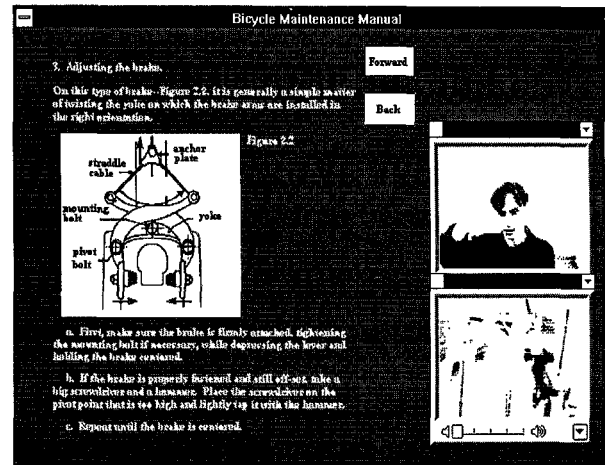 Bicycle Maintenance Manual
3. Adjusting the brake.
On this type of brake--Figure 2.2, it is generally a simple matter
of twisting the yoke on which the brake arms are installed in
the right orientation.
Forward
Back
Figure 2.2
anchor
plate
straddle
cable
mounting
bolt
yoke
pivot
bolt
a. First, make sure the brake is firmly attached, tightening
the mounting bolt if necessary, while depressing the lever and
holding the brake centered.
b. If the brake is properly fastened and still off-set, take a
big screwdriver and a hammer. Place the screwdriver on the
pivot point that is too high and lightly tap it with the hammer.
c. Repeat until the brake is centered.